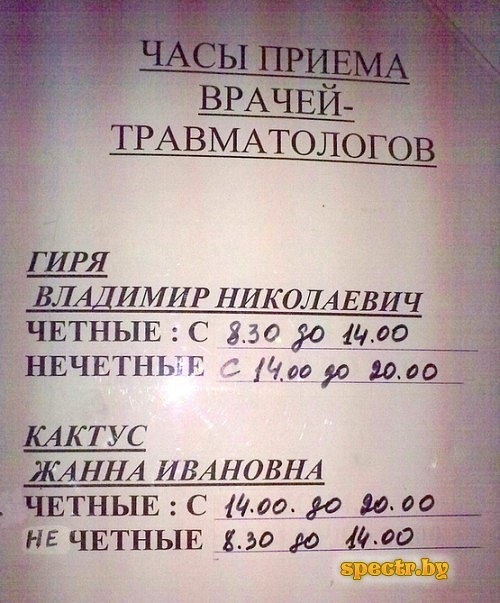 ЧАСЫ ПРИЕМА
ВРАЧЕЙ-
ТРАВМАТОЛОГОВ
ГИРЯ
ВЛАДИМИР НИКОЛАЕВИЧ
ЧЕТНЫЕ : С 8.30 до 14.00
НЕЧЕТНЫЕ С 14.00 до 20.00
КАКТУС
ЖАННА ИВАНОВНА
ЧЕТНЫЕ : С 14.00. до 20.00
НЕ ЧЕТНЫЕ 8.30 до 14.00
spectr.by